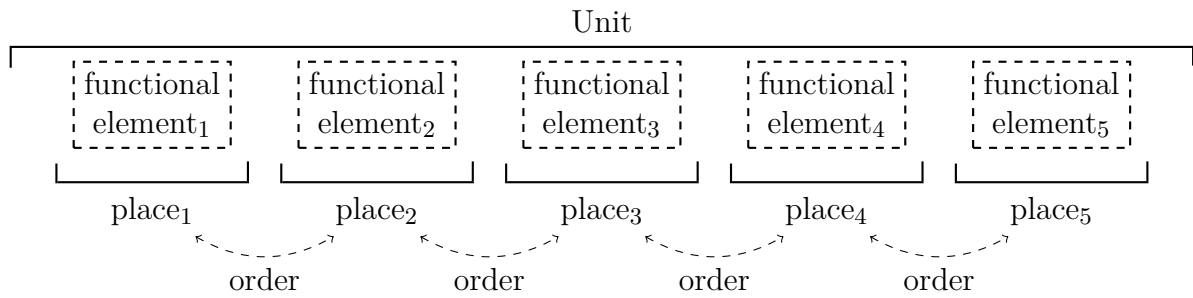 Unit
functional functional functional functional functional
element₁ element₂ element₃ element₄ element₅
place₁ place₂ place₃ place₄ place₅
order order order order